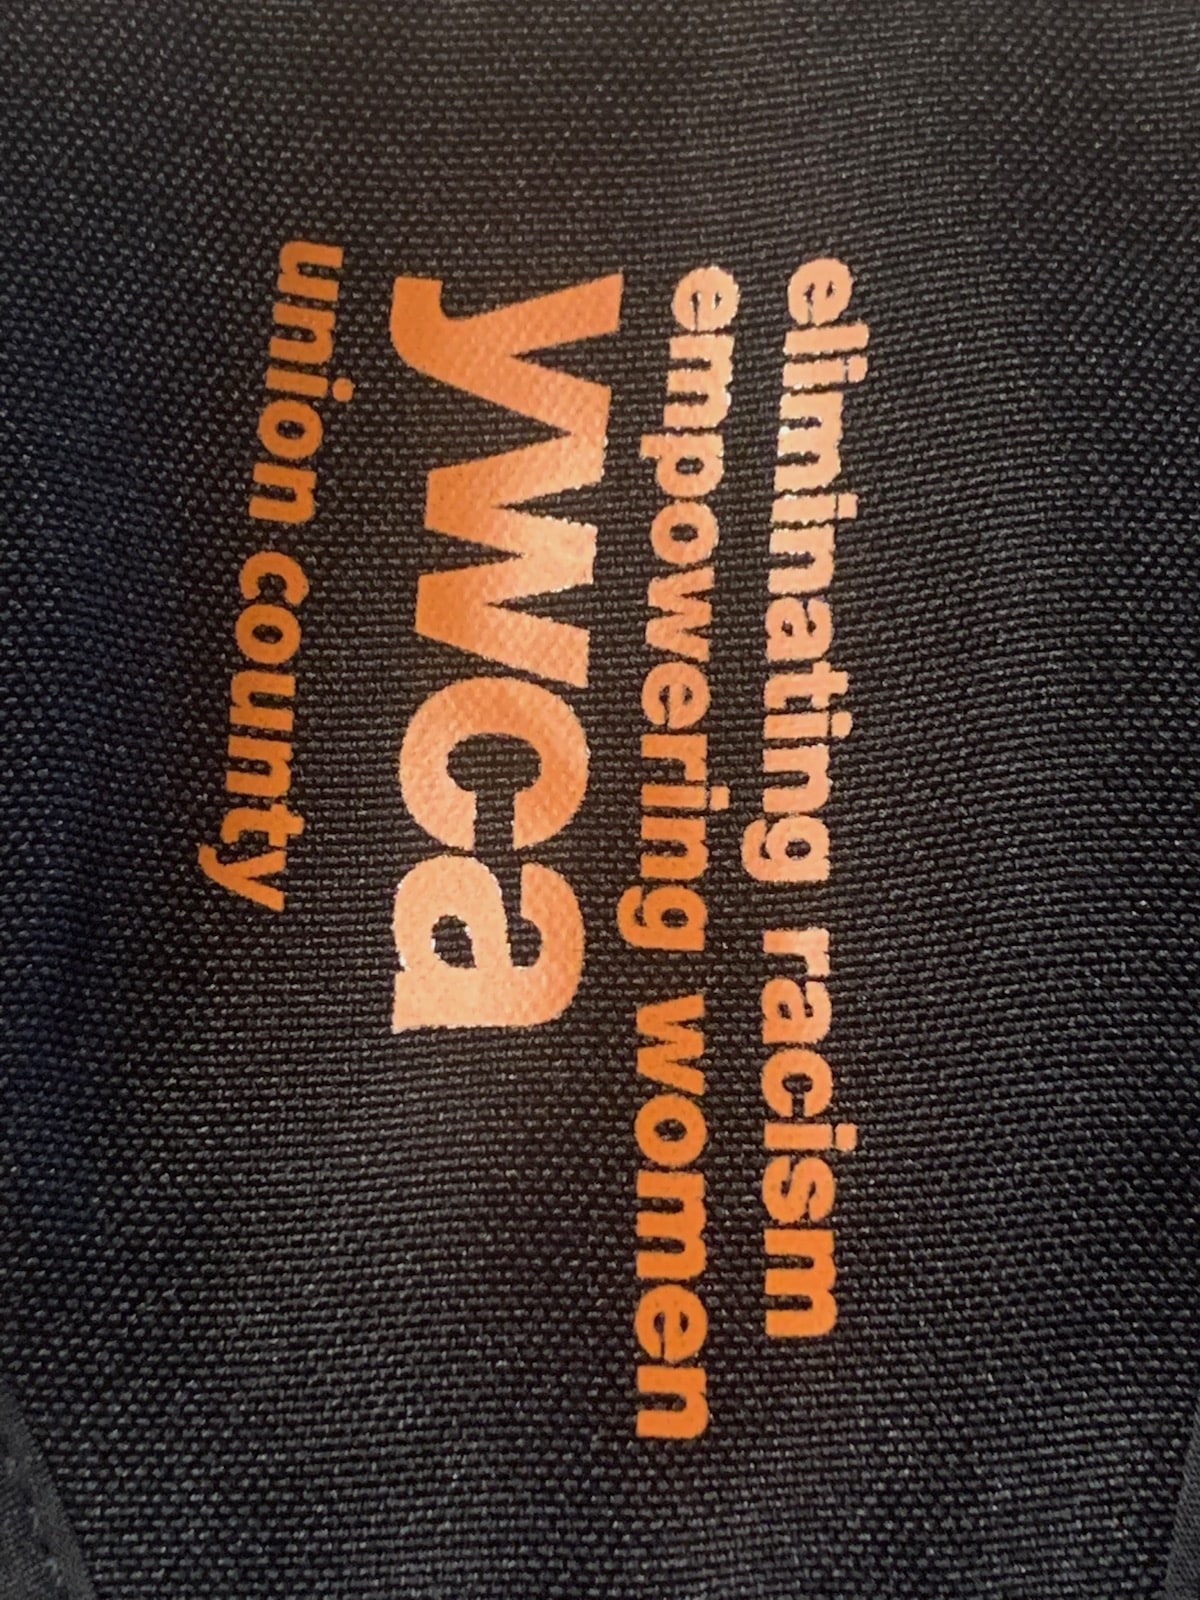 eliminating racism
empowering women
ywca
union county